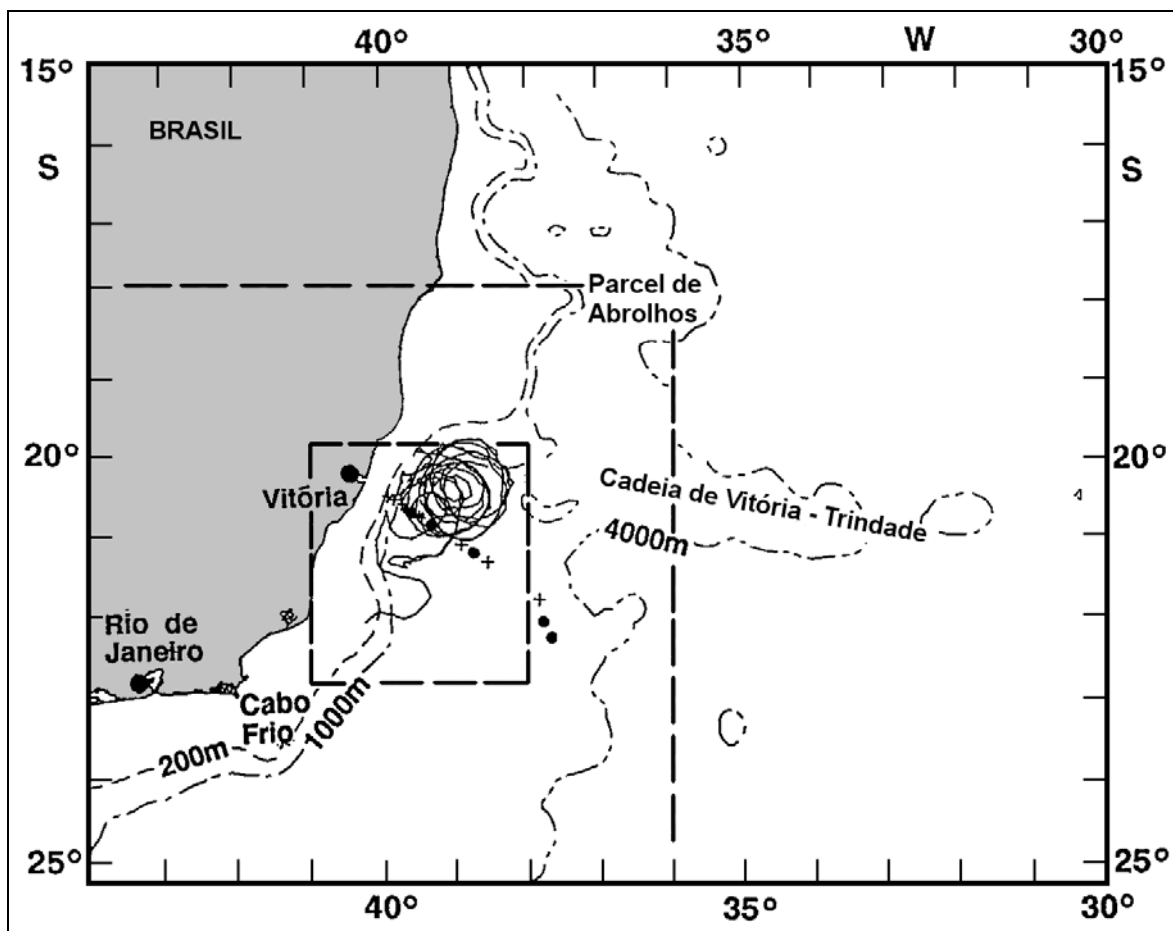 40° 35° W 30°
15° 15°
BRASIL
S S
Parcel de
Abrolhos
20° 20°
Vitória
Cadeia de Vitória - Trindade
4000m
Rio de
Janeiro
Cabo
Frio
1000m
200m
25° 25°
40° 35° 30°